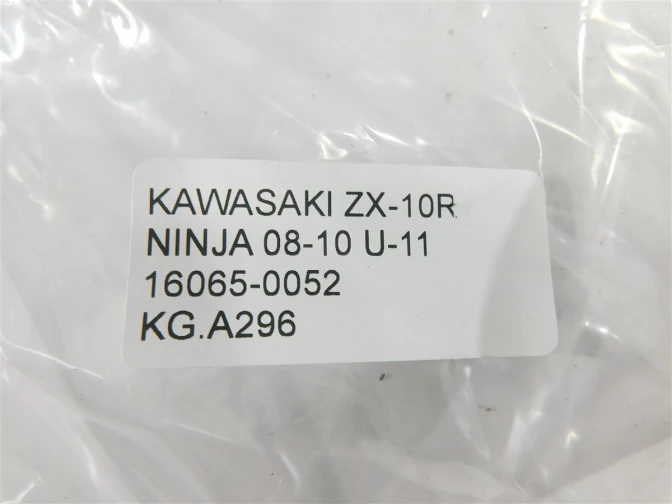 KAWASAKI ZX-10R
NINJA 08-10 U-11
16065-0052
KG.A296